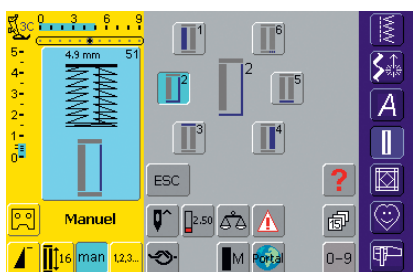 3C 0 3 6 9
5-
4.9 mm 51
4-
3-
2-
1-
0
1
6
2
2
5
3
4
A
ESC
?
Manuel
2.50
15
16 man 1,2,3...
M Portal 0-9